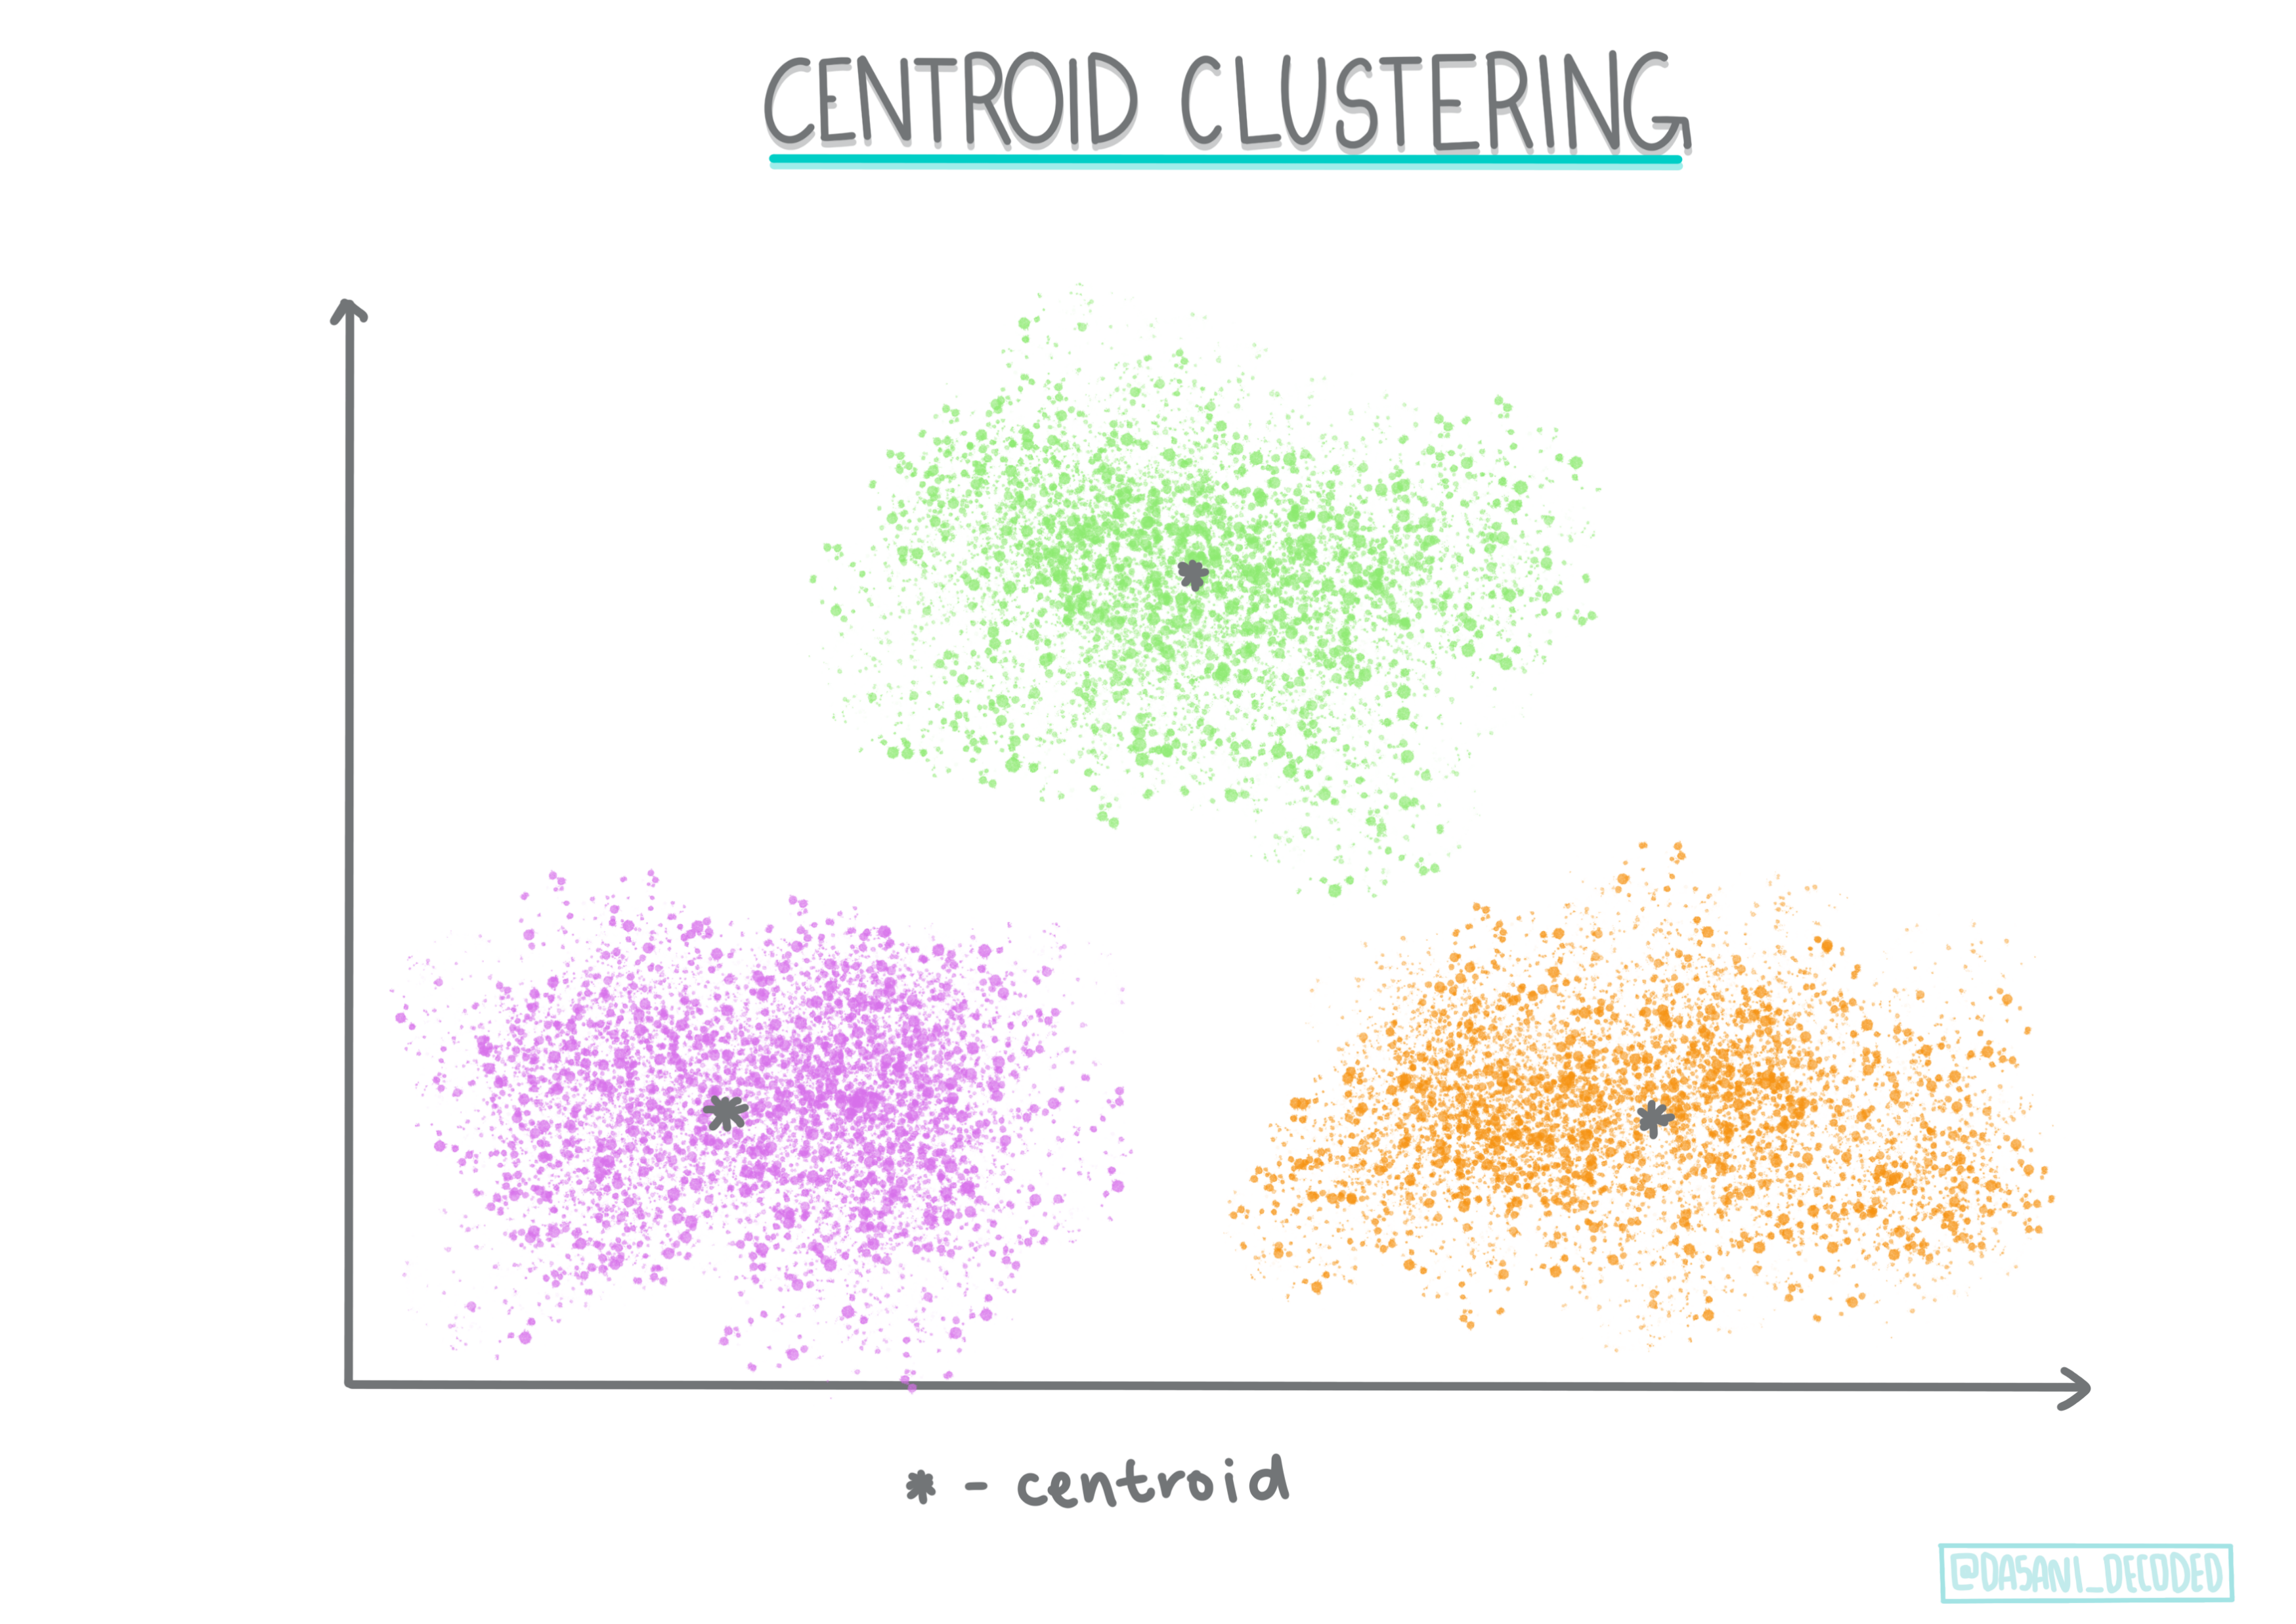 CENTROID CLUSTERING
* - centroid
@DASANI_DECODED